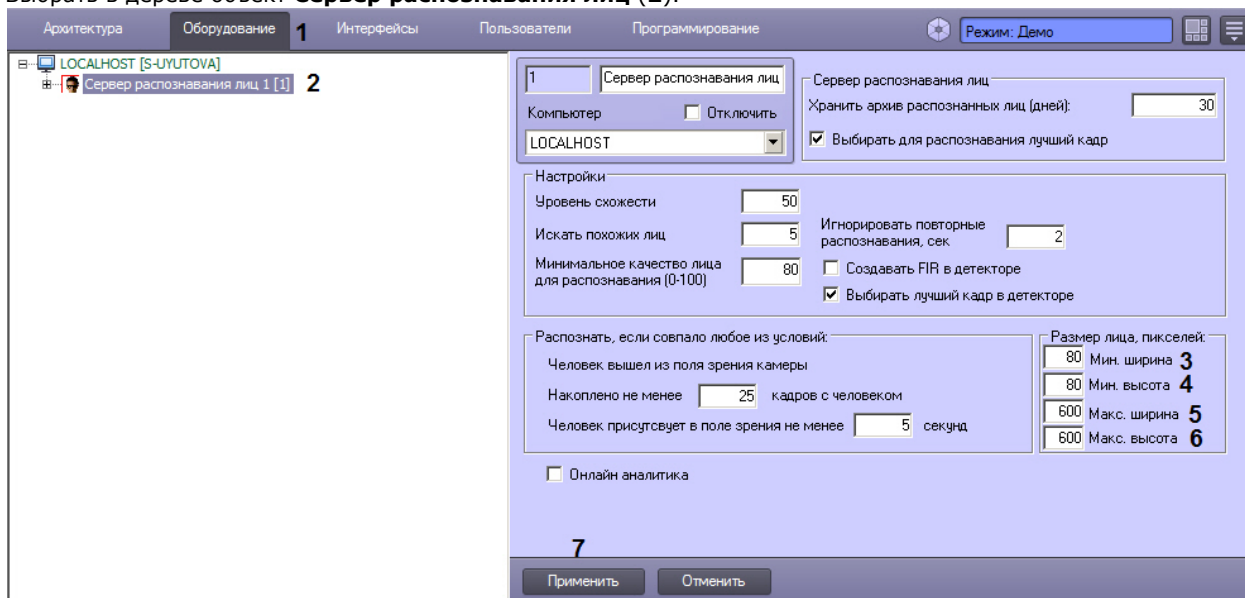 Выбрать в дереве объект Сервер распознавания лиц (2).
Архитектура Оборудование 1 Интерфейсы Пользователи Программирование Режим: Демо
LOCALHOST [S-UYUTOVA]
Сервер распознавания лиц 1 [1] 2
1 Сервер распознавания лиц
Компьютер Отключить
LOCALHOST
Сервер распознавания лиц
Хранить архив распознанных лиц (дней): 30
Выбирать для распознавания лучший кадр
Настройки
Уровень схожести 50
Искать похожих лиц 5
Минимальное качество лица
для распознавания (0-100) 80
Игнорировать повторные
распознавания, сек 2
Создавать FIR в детекторе
Выбирать лучший кадр в детекторе
Распознать, если совпало любое из условий:
Человек вышел из поля зрения камеры
Накоплено не менее 25 кадров с человеком
Человек присутсвует в поле зрения не менее 5 секунд
Размер лица, пикселей:
80 Мин. ширина 3
80 Мин. высота 4
600 Макс. ширина 5
600 Макс. высота 6
Онлайн аналитика
7
Применить Отменить